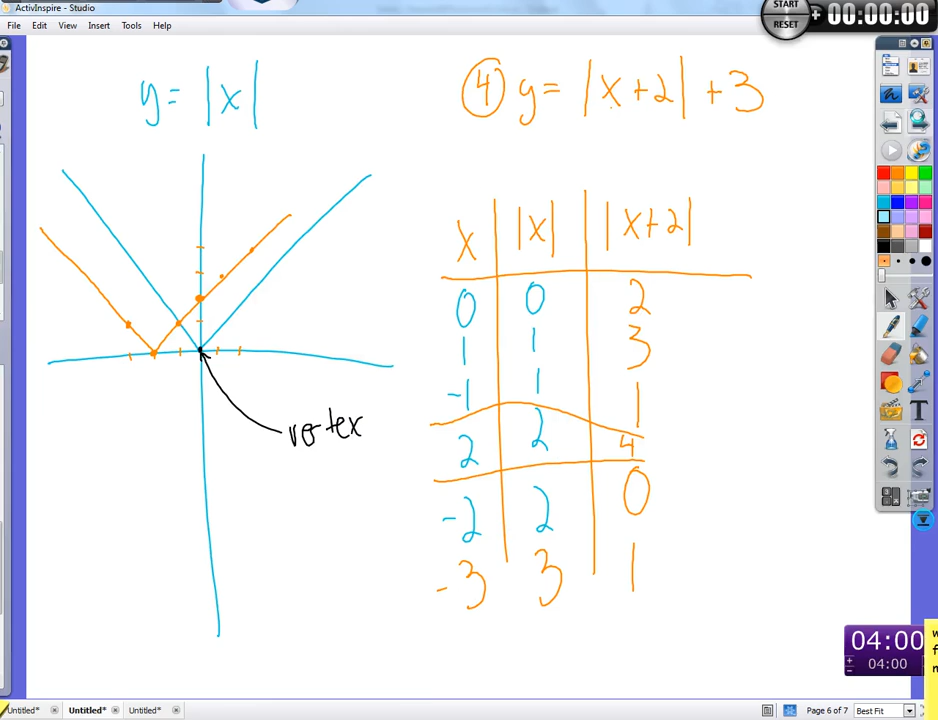 ActivInspire - Studio
START
RESET
00:00:00
File Edit View Insert Tools Help
y = |x|
④ y = |x+2| + 3
x |x| |x+2|
0 0 2
1 1 3
-1 1 1
2 2 4
-2 2 0
-3 3 1
vertex
04:00
04:00
Untitled* Untitled* Untitled* Page 6 of 7 Best Fit